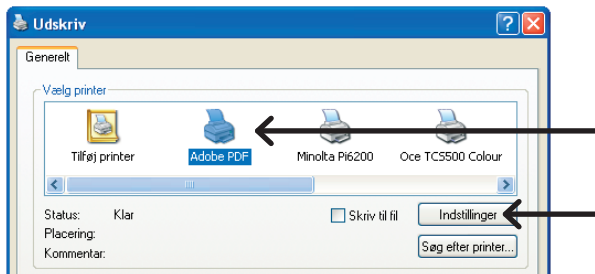 Udskriv
Generelt
Vælg printer
Tilføj printer Adobe PDF Minolta Pi6200 Oce TCS500 Colour
Status: Klar Skriv til fil Indstillinger
Placering:
Kommentar: Søg efter printer...